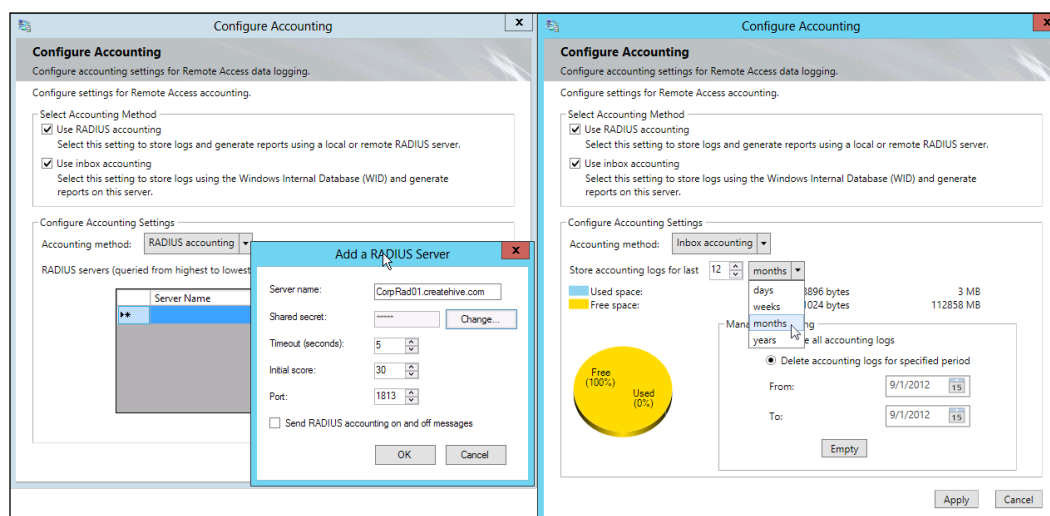 Configure Accounting
x
Configure Accounting
Configure accounting settings for Remote Access data logging.
Configure settings for Remote Access accounting.
Select Accounting Method
Use RADIUS accounting
Select this setting to store logs and generate reports using a local or remote RADIUS server.
Use inbox accounting
Select this setting to store logs using the Windows Internal Database (WID) and generate
reports on this server.
Configure Accounting Settings
Accounting method: RADIUS accounting
RADIUS servers (queried from highest to lowest
Server Name
Add a RADIUS Server
x
Server name: CorpRad01.createhive.com
Shared secret: Change...
Timeout (seconds): 5
Initial score: 30
Port: 1813
Send RADIUS accounting on and off messages
OK Cancel
Configure Accounting
x
Configure Accounting
Configure accounting settings for Remote Access data logging.
Configure settings for Remote Access accounting.
Select Accounting Method
Use RADIUS accounting
Select this setting to store logs and generate reports using a local or remote RADIUS server.
Use inbox accounting
Select this setting to store logs using the Windows Internal Database (WID) and generate
reports on this server.
Configure Accounting Settings
Accounting method: Inbox accounting
Store accounting logs for last 12 months
days
weeks
months
years
Used space: 3896 bytes 3 MB
Free space: 1024 bytes 112858 MB
all accounting logs
Delete accounting logs for specified period
From: 9/1/2012 15
To: 9/1/2012 15
Empty
Free
(100%)
Used
(0%)
Apply Cancel